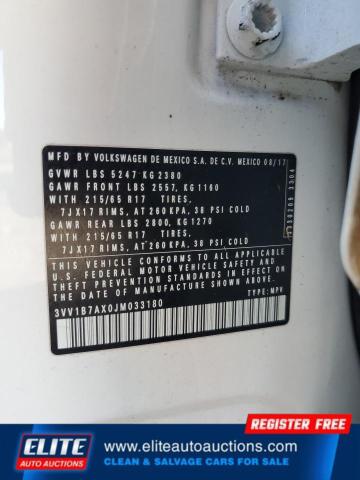 MFD BY VOLKSWAGEN DE MEXICO S.A. DE C.V. MEXICO 08/17
GVWR LBS 5247 KG 2380
GAWR FRONT LBS 2557, KG 1160
WITH 215/65 R17 TIRES,
7JX17 RIMS, AT 260 KPA, 38 PSI COLD
GAWR REAR LBS 2800, KG 1270
WITH 215/65 R17 TIRES,
7JX17 RIMS, AT 260 KPA, 38 PSI COLD
THIS VEHICLE CONFORMS TO ALL APPLICABLE
FEDERAL MOTOR VEHICLE SAFETY, BUMPER AND
THEFT PREVENTION STANDARDS IN EFFECT ON THE
DATE OF MANUFACTURE SHOWN ABOVE.
3VV1B7AX0JM033180
TYPE: MPV
ELITE
AUTO AUCTIONS
REGISTER FREE
www.eliteautoauctions.com
CLEAN & SALVAGE CARS FOR SALE